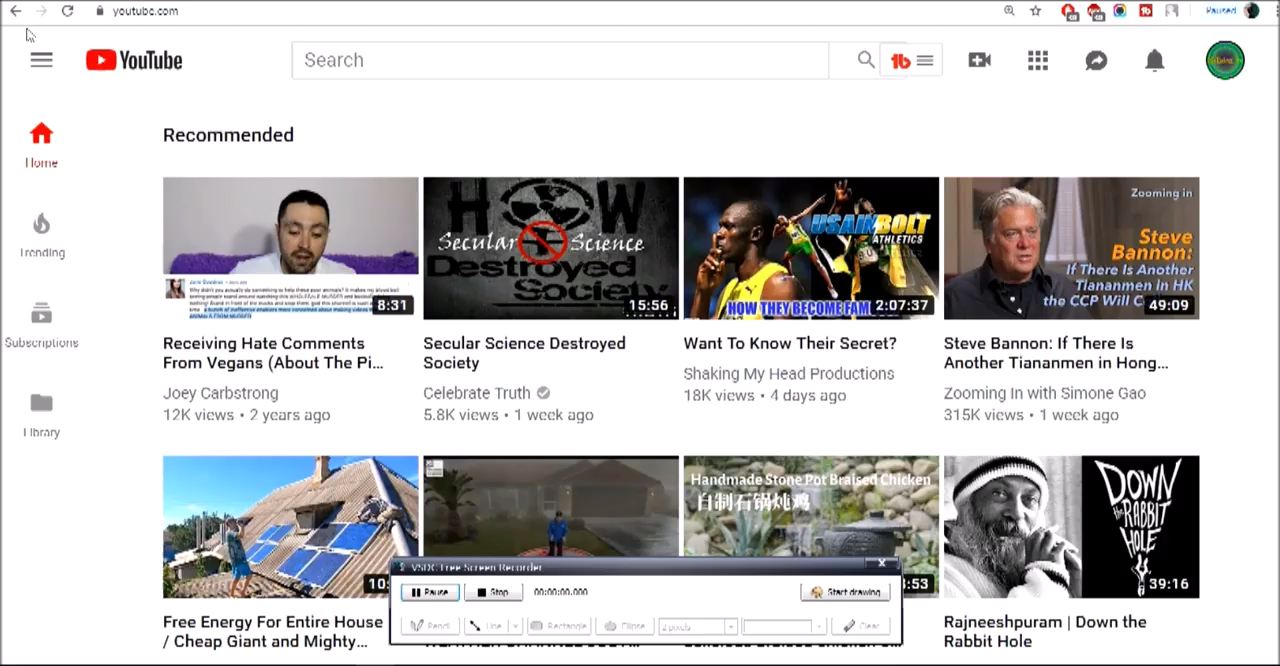 youtube.com
Paused
YouTube
Search
Home
Trending
Subscriptions
Library
Recommended
8:31
HOW
Secular Science
Destroyed
Society
15:56
USAIN BOLT
ATHLETICS
HOW THEY BECOME FAM
2:07:37
Zooming in
Steve
Bannon:
If There Is Another
Tiananmen in HK
the CCP Will C
49:09
Receiving Hate Comments
From Vegans (About The Pi...
Joey Carbstrong
12K views • 2 years ago
Secular Science Destroyed
Society
Celebrate Truth
5.8K views • 1 week ago
Want To Know Their Secret?
Shaking My Head Productions
18K views • 4 days ago
Steve Bannon: If There Is
Another Tiananmen in Hong...
Zooming In with Simone Gao
315K views • 1 week ago
10:
Handmade Stone Pot Braised Chicken
自制石锅炖鸡
:53
DOWN
the RABBIT
HOLE
39:16
Free Energy For Entire House
/ Cheap Giant and Mighty...
Rajneeshpuram | Down the
Rabbit Hole
VSDC Free Screen Recorder
Pause
Stop
00:00:00.000
Start drawing
Pencil
Line
Rectangle
Ellipse
2 pixels
Clear